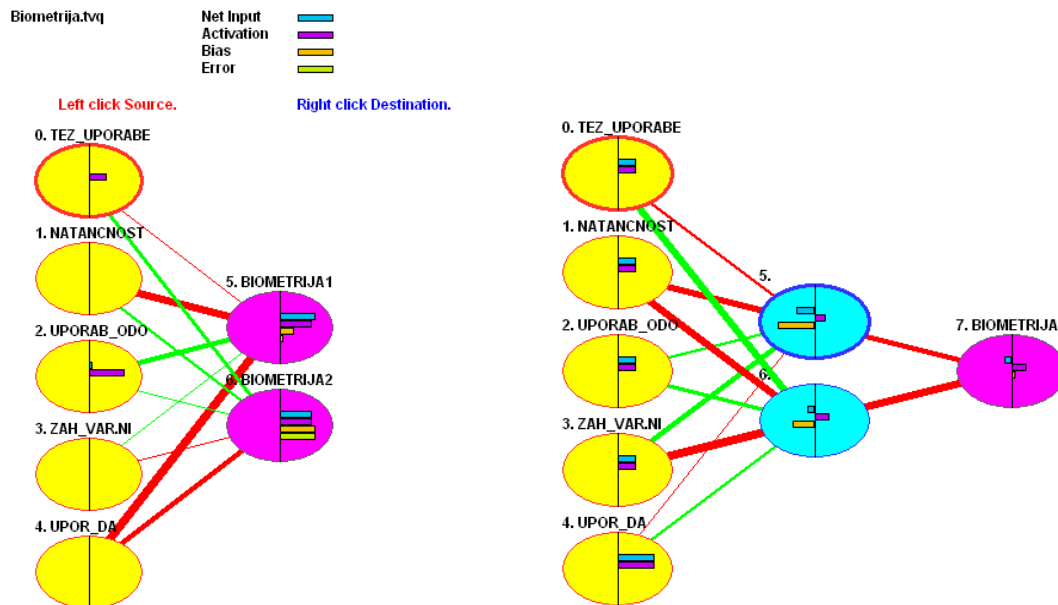 Biometrija.tvq
Net Input
Activation
Bias
Error
Left click Source.
Right click Destination.
0. TEZ_UPORABE
1. NATANCNOST
2. UPORAB_ODO
3. ZAH_VAR.NI
4. UPOR_DA
5. BIOMETRIJA1
6. BIOMETRIJA2
0. TEZ_UPORABE
1. NATANCNOST
2. UPORAB_ODO
3. ZAH_VAR.NI
4. UPOR_DA
5.
6.
7. BIOMETRIJA